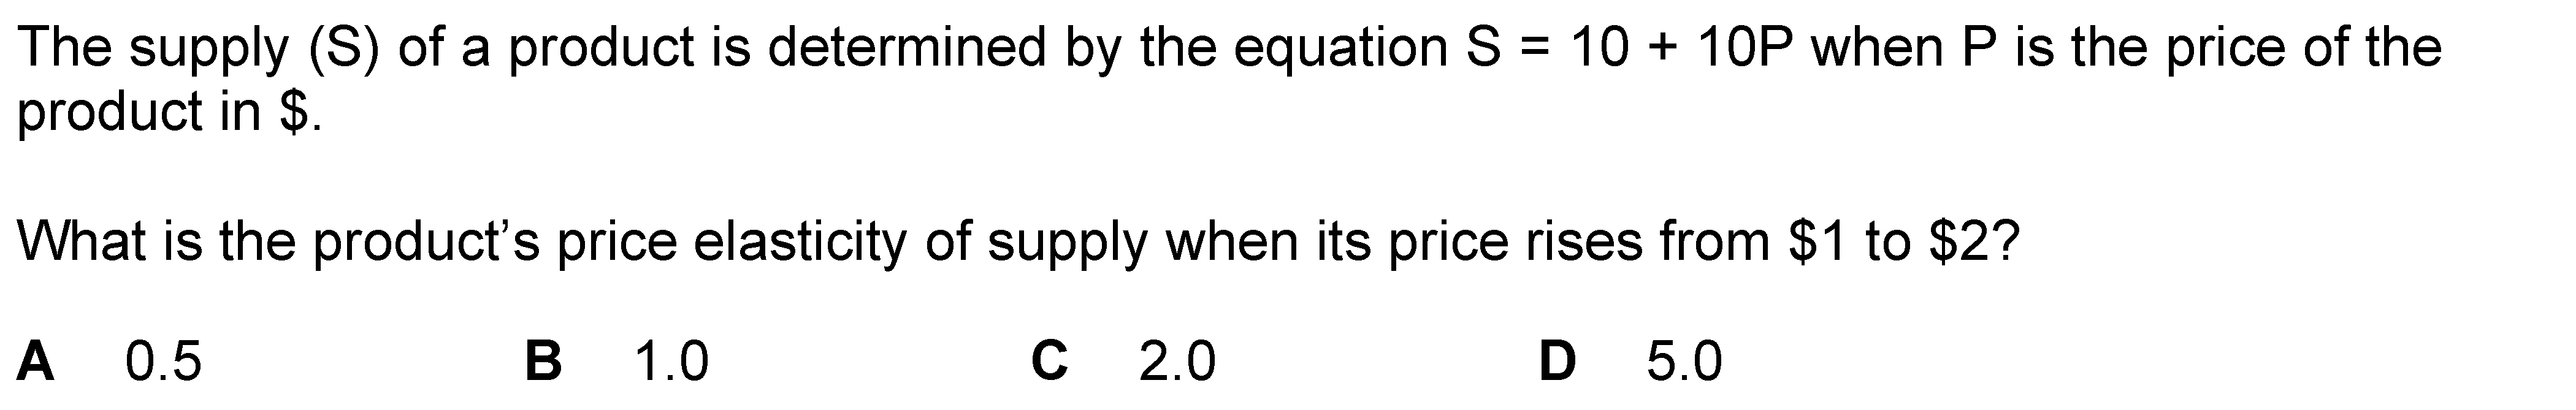 The supply (S) of a product is determined by the equation S = 10 + 10P when P is the price of the
product in $.
What is the product’s price elasticity of supply when its price rises from $1 to $2?
A 0.5 B 1.0 C 2.0 D 5.0